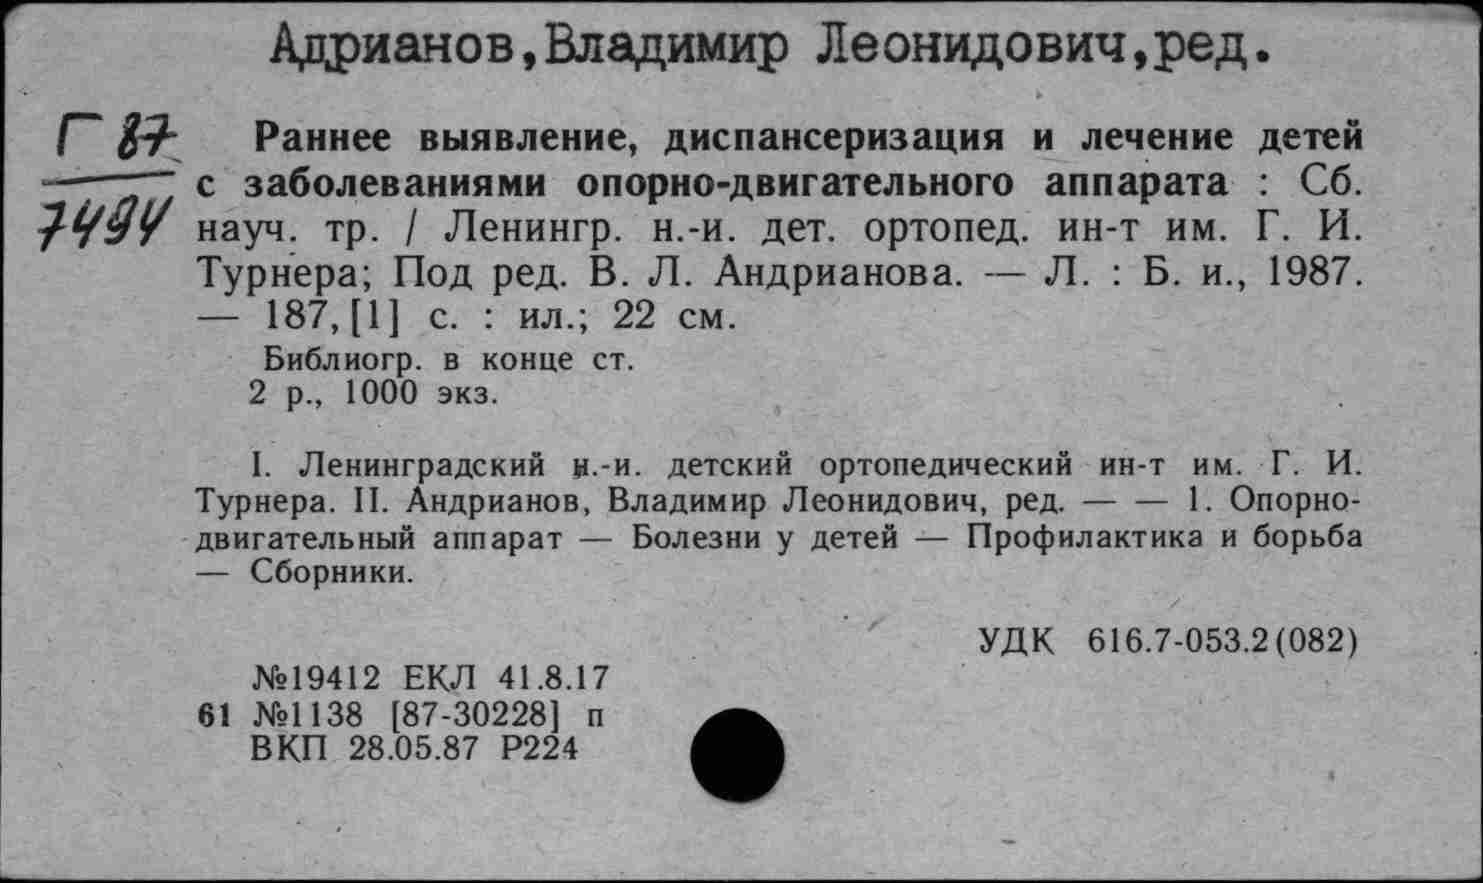 Адрианов,Владимир Леонидович,ред.
Г 87
7494
Раннее выявление, диспансеризация и лечение детей
с заболеваниями опорно-двигательного аппарата : Сб.
науч. тр. / Ленингр. н.-и. дет. ортопед. ин-т им. Г. И.
Турнера; Под ред. В. Л. Андрианова. — Л. : Б. и., 1987.
— 187, [1] с. : ил.; 22 см.
Библиогр. в конце ст.
2 р., 1000 экз.
I. Ленинградский н.-и. детский ортопедический ин-т им. Г. И.
Турнера. II. Андрианов, Владимир Леонидович, ред. — — 1. Опорно-
двигательный аппарат — Болезни у детей — Профилактика и борьба
— Сборники.
УДК 616.7-053.2(082)
№19412 ЕКЛ 41.8.17
61 №1138 [87-30228] п
ВКП 28.05.87 Р224